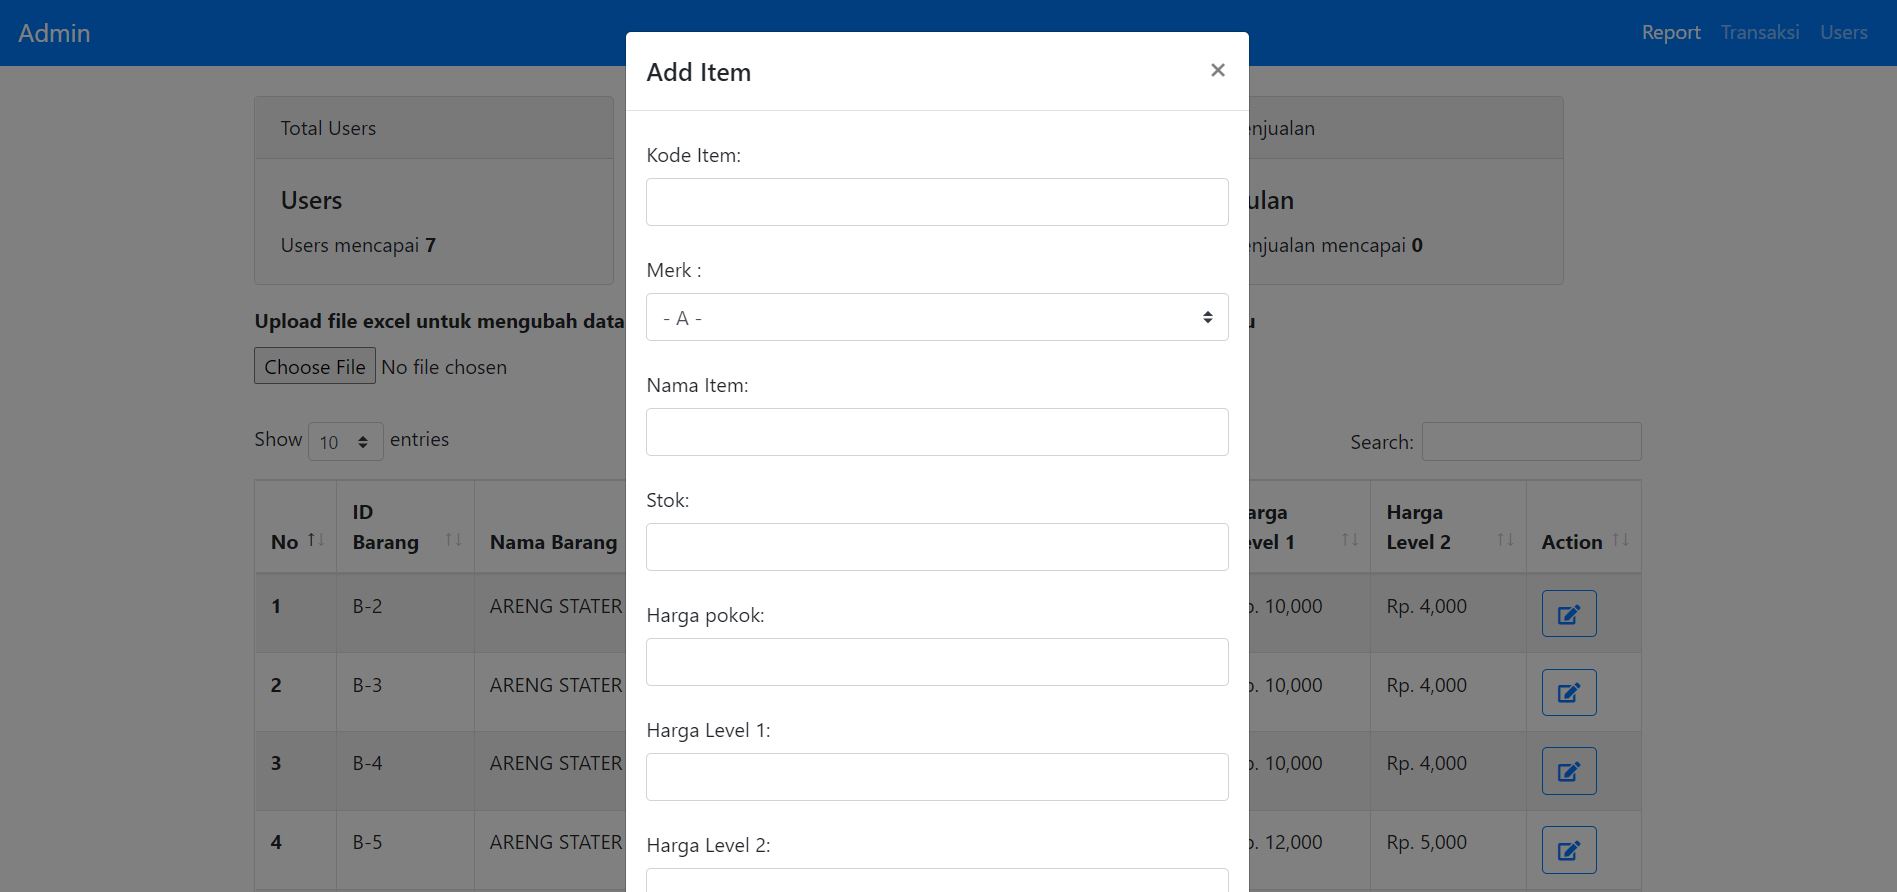 Admin
Report Transaksi Users
Add Item
×
Kode Item:
Merk :
- A -
Nama Item:
Stok:
Harga pokok:
Harga Level 1:
Harga Level 2:
Total Users
Users
Users mencapai 7
enjualan
ulan
enjualan mencapai 0
Upload file excel untuk mengubah data
Choose File No file chosen
Show 10 entries
Search:
No ID Barang Nama Barang arga evel 1 Harga Level 2 Action
1 B-2 ARENG STATER p. 10,000 Rp. 4,000
2 B-3 ARENG STATER p. 10,000 Rp. 4,000
3 B-4 ARENG STATER p. 10,000 Rp. 4,000
4 B-5 ARENG STATER p. 12,000 Rp. 5,000